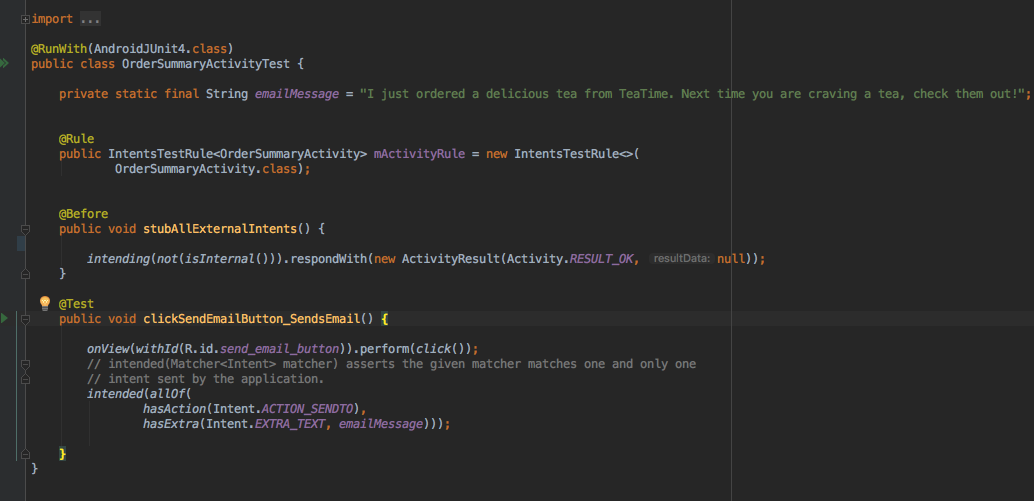 import ...
@RunWith(AndroidJUnit4.class)
public class OrderSummaryActivityTest {
private static final String emailMessage = "I just ordered a delicious tea from TeaTime. Next time you are craving a tea, check them out!";
@Rule
public IntentsTestRule<OrderSummaryActivity> mActivityRule = new IntentsTestRule<>(
OrderSummaryActivity.class);
@Before
public void stubAllExternalIntents() {
intending(not(isInternal())).respondWith(new ActivityResult(Activity.RESULT_OK, resultData: null));
}
@Test
public void clickSendEmailButton_SendsEmail() {
onView(withId(R.id.send_email_button)).perform(click());
// intended(Matcher<Intent> matcher) asserts the given matcher matches one and only one
// intent sent by the application.
intended(allOf(
hasAction(Intent.ACTION_SENDTO),
hasExtra(Intent.EXTRA_TEXT, emailMessage)));
}
}